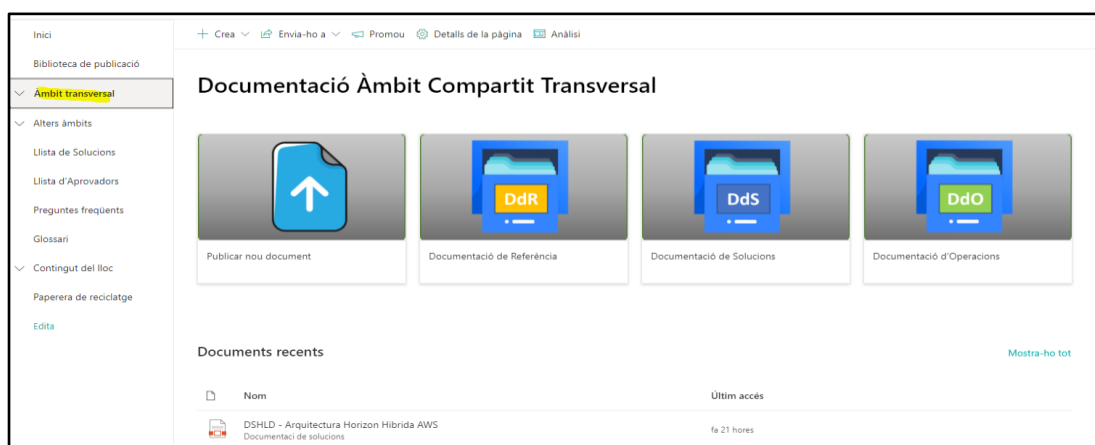 Inici
Biblioteca de publicació
Àmbit transversal
Alters àmbits
Llista de Solucions
Llista d'Aprovadors
Preguntes freqüents
Glossari
Contingut del lloc
Paperera de reciclatge
Edita
Crea
Envia-ho a
Promou
Detalls de la pàgina
Anàlisi
Documentació Àmbit Compartit Transversal
DdR
DdS
DdO
Publicar nou document
Documentació de Referència
Documentació de Solucions
Documentació d'Operacions
Documents recents
Mostra-ho tot
Nom
Últim accés
DSHLD - Arquitectura Horizon Hibrida AWS
Documentaci de solucions
fa 21 hores